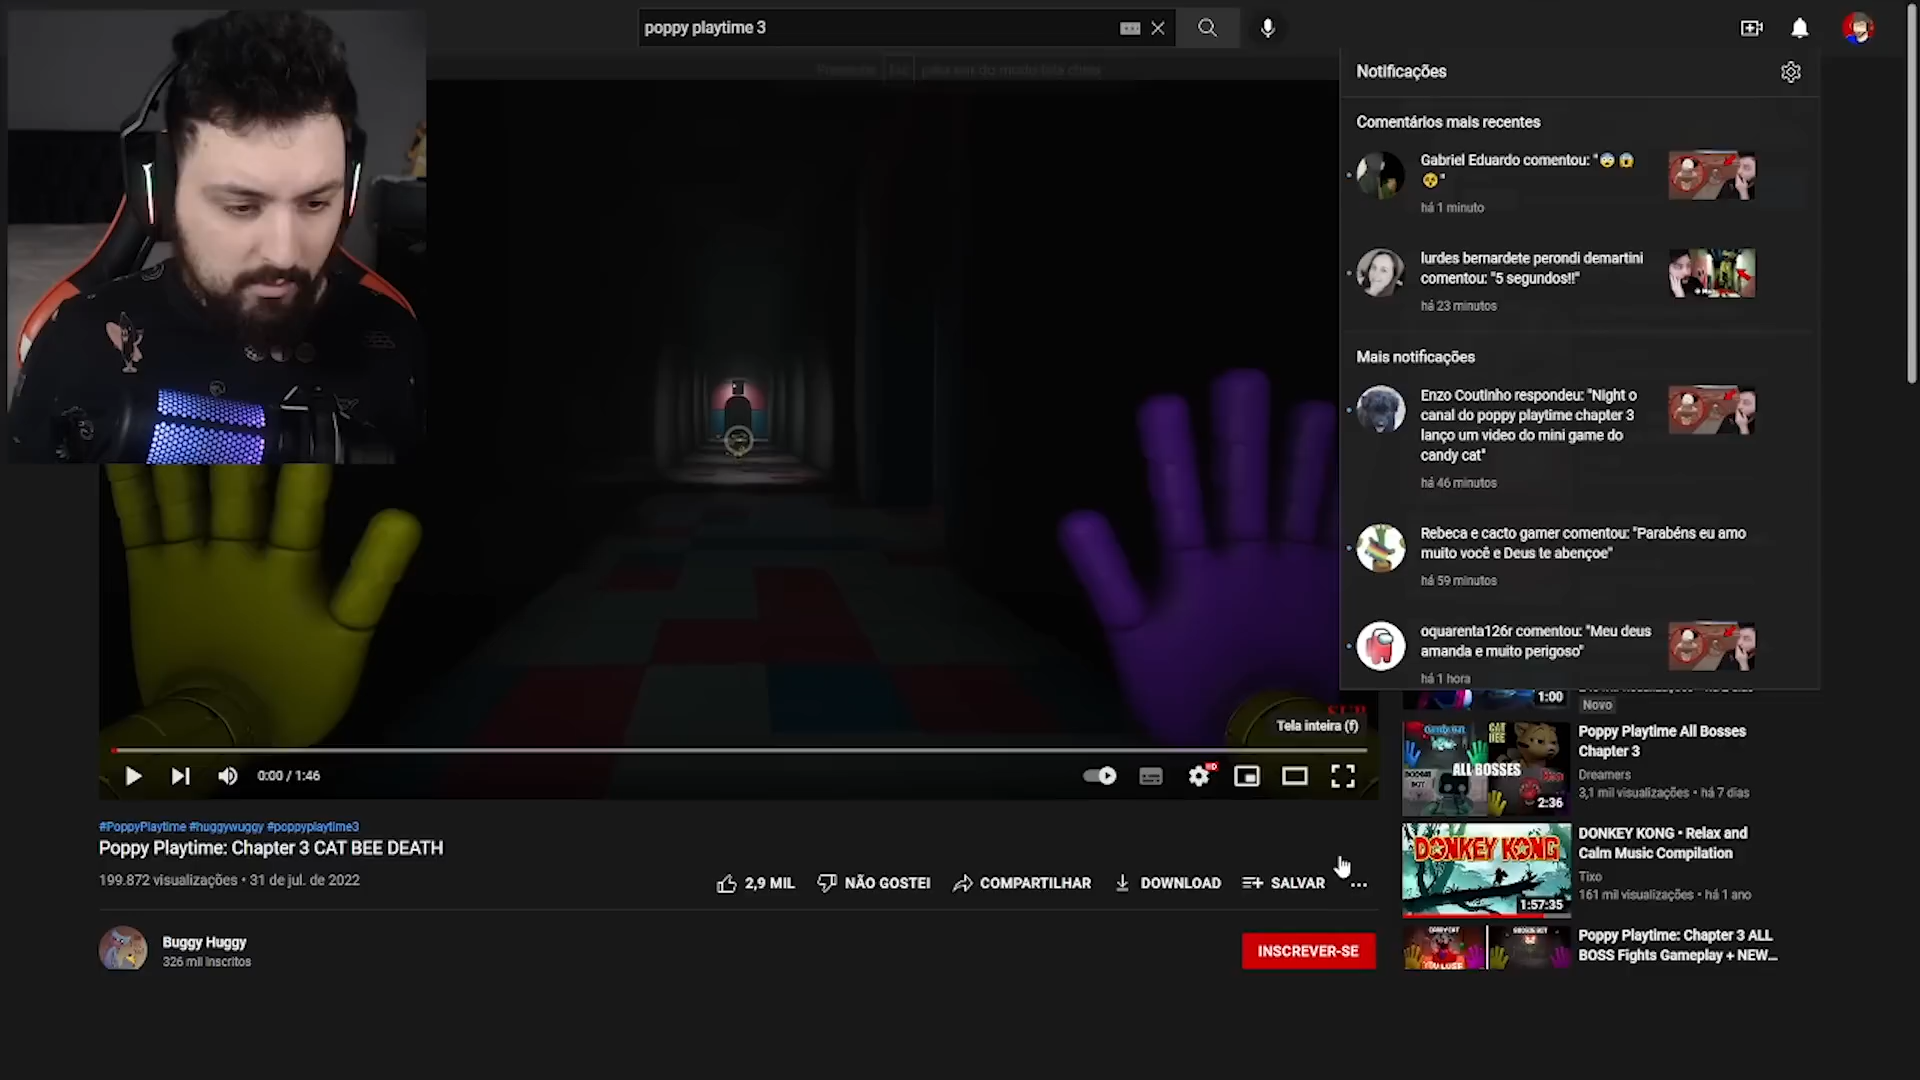 poppy playtime 3
Notificações
Comentários mais recentes
Gabriel Eduardo comentou: "😨 😱
😵"
há 1 minuto
lurdes bernardete perondi demartini
comentou: "5 segundos!!"
há 23 minutos
Mais notificações
Enzo Coutinho respondeu: "Night o
canal do poppy playtime chapter 3
lanço um video do mini game do
candy cat"
há 46 minutos
Rebeca e cacto gamer comentou: "Parabéns eu amo
muito você e Deus te abençoe"
há 59 minutos
oquarenta126r comentou: "Meu deus
amanda e muito perigoso"
há 1 hora
Tela inteira (f)
0:00 / 1:46
HD
1:00
Novo
ALL BOSSES
2:36
Poppy Playtime All Bosses
Chapter 3
Dreamers
3,1 mil visualizações • há 7 dias
DONKEY KONG
1:57:35
DONKEY KONG • Relax and
Calm Music Compilation
Tixo
161 mil visualizações • há 1 ano
Poppy Playtime: Chapter 3 ALL
BOSS Fights Gameplay + NEW...
#PoppyPlaytime #huggywuggy #poppyplaytime3
Poppy Playtime: Chapter 3 CAT BEE DEATH
199.872 visualizações • 31 de jul. de 2022
2,9 MIL
NÃO GOSTEI
COMPARTILHAR
DOWNLOAD
SALVAR
Buggy Huggy
326 mil inscritos
INSCREVER-SE